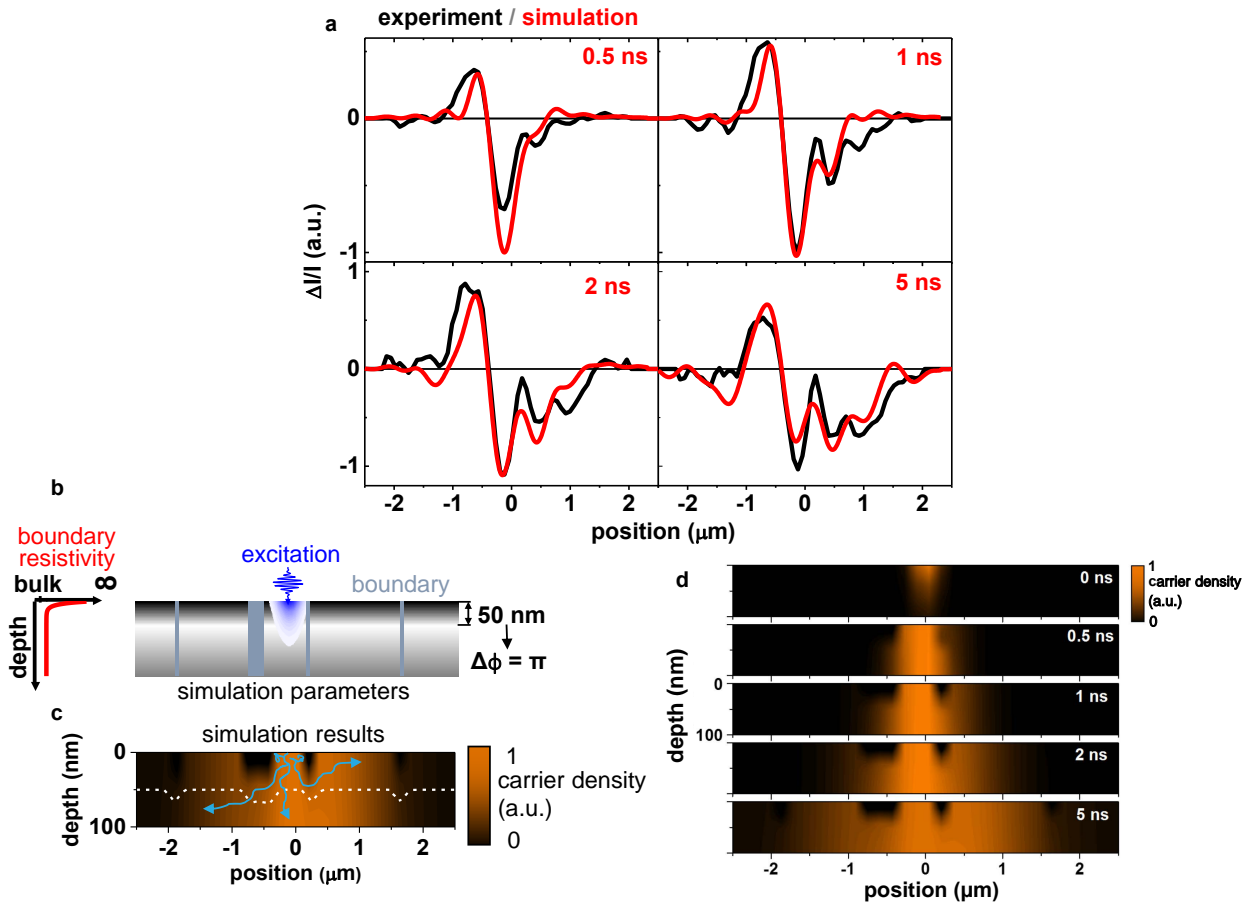 a
experiment / simulation
0.5 ns
1 ns
0
-1
ΔI/I (a.u.)
2 ns
5 ns
1
0
-1
-2 -1 0 1 2
-2 -1 0 1 2
position (μm)
b
boundary
resistivity
bulk ∞
depth
excitation
boundary
50 nm
Δϕ = π
simulation parameters
c
simulation results
depth (nm)
0
100
-2 -1 0 1 2
position (μm)
1
carrier density
(a.u.)
0
d
0 ns
0.5 ns
1 ns
2 ns
5 ns
depth (nm)
0
100
-2 -1 0 1 2
position (µm)
1
carrier density
(a.u.)
0